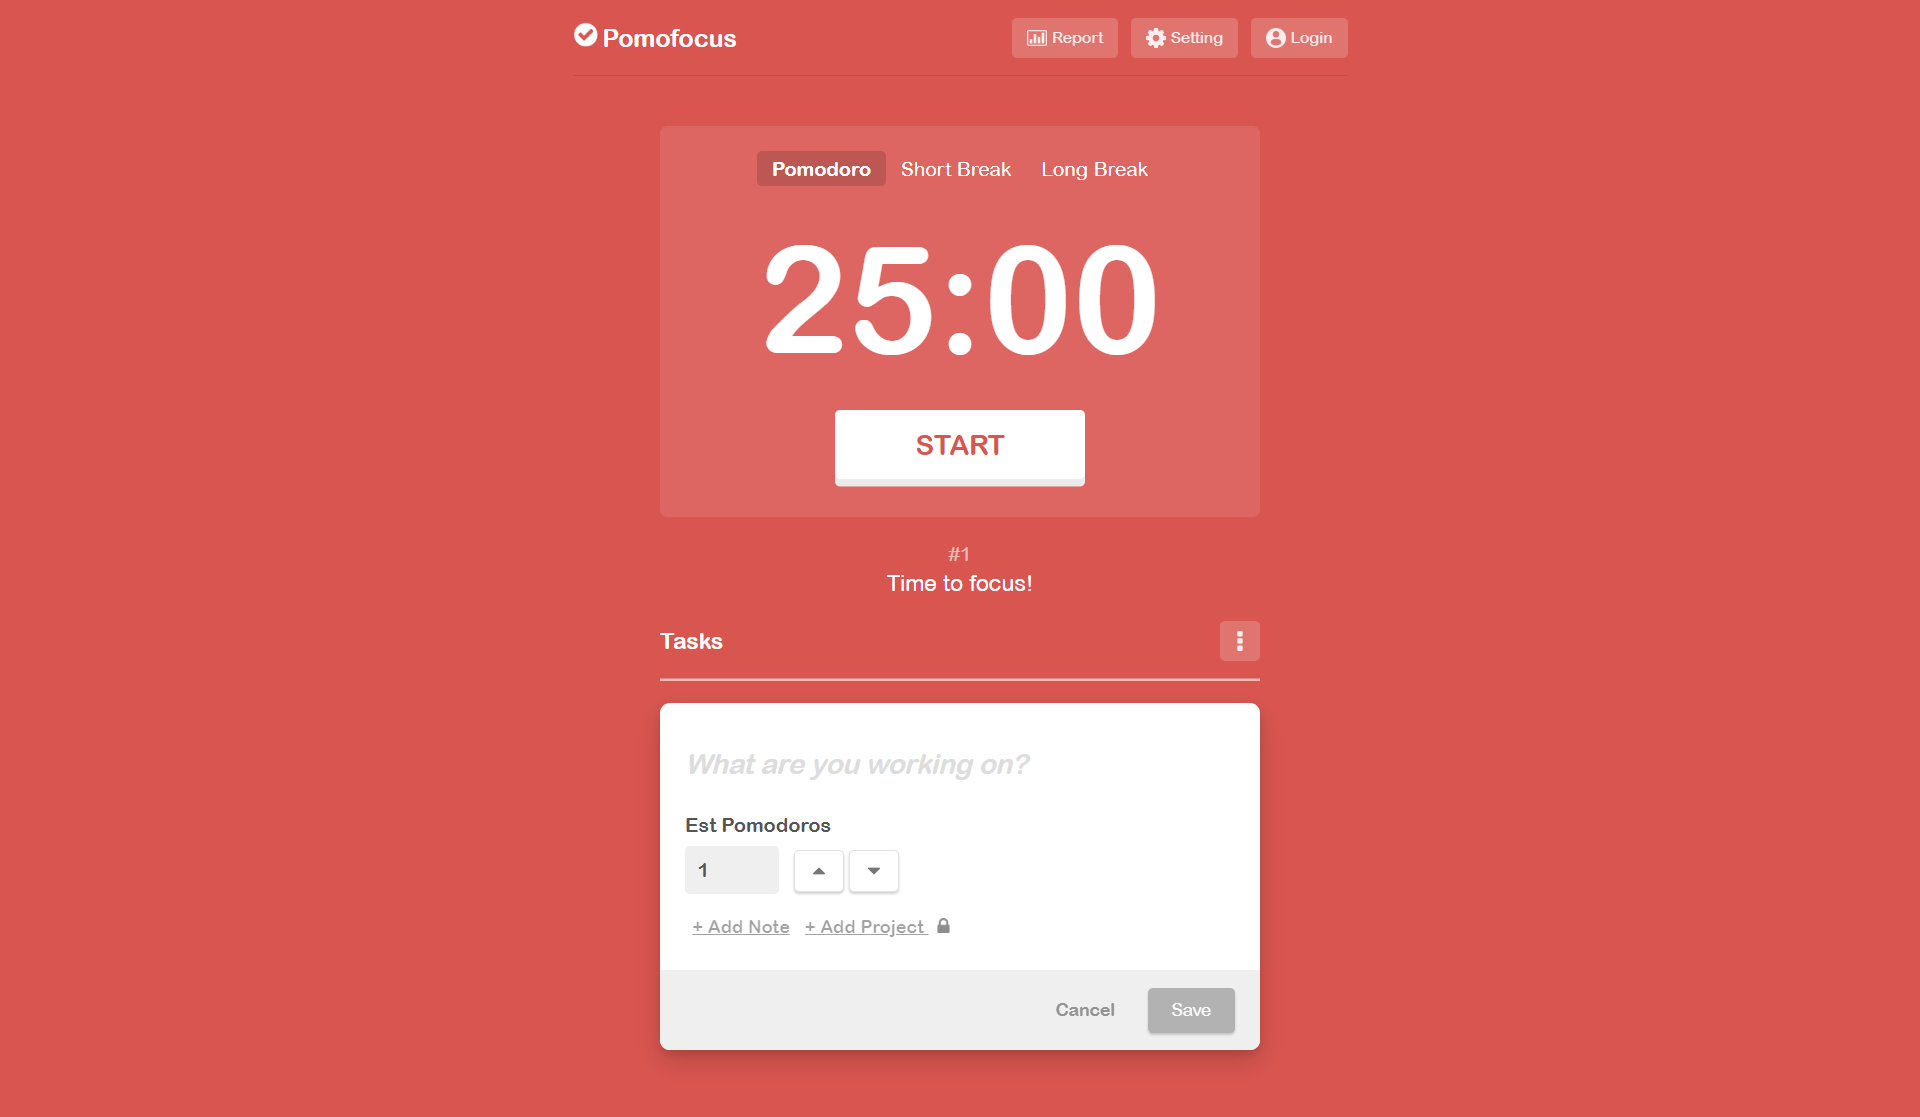 Pomofocus
Report Setting Login
Pomodoro Short Break Long Break
25:00
START
#1
Time to focus!
Tasks
What are you working on?
Est Pomodoros
1
+ Add Note + Add Project
Cancel Save